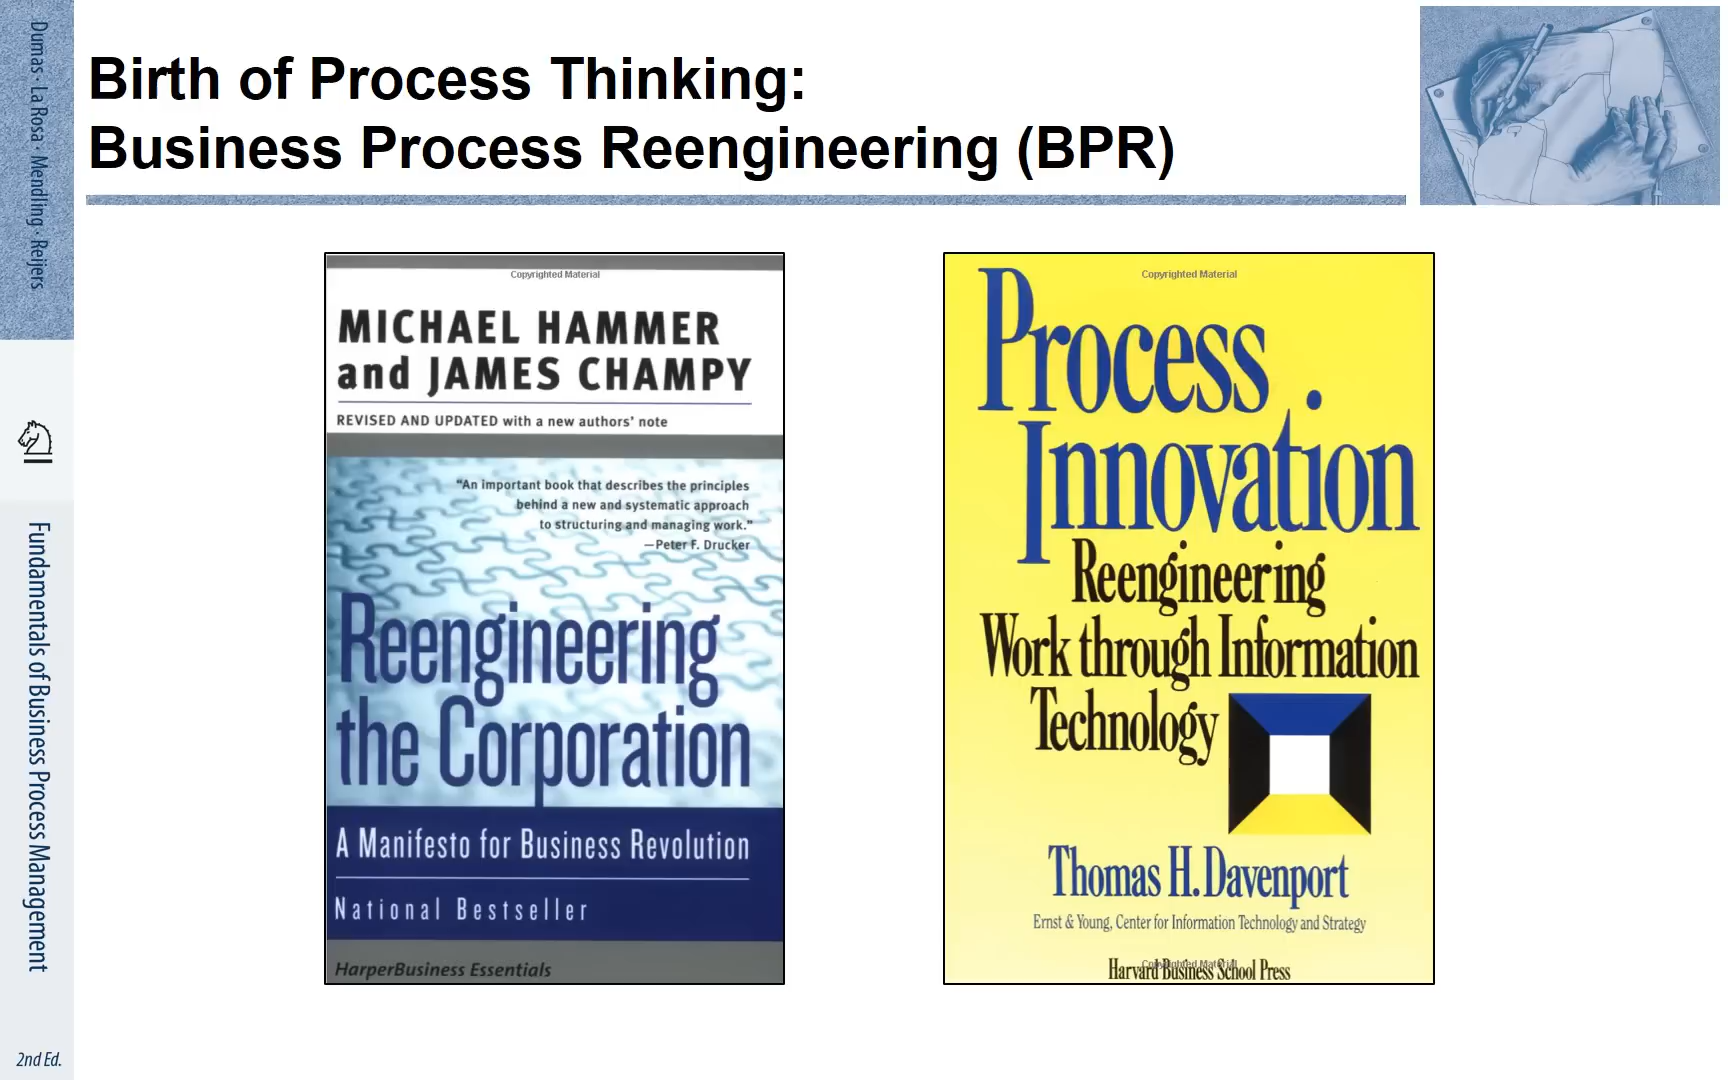 Dumas · La Rosa · Mendling · Reijers
Fundamentals of Business Process Management
2nd Ed.
Birth of Process Thinking:
Business Process Reengineering (BPR)
Copyrighted Material
MICHAEL HAMMER
and JAMES CHAMPY
REVISED AND UPDATED with a new authors' note
"An important book that describes the principles
behind a new and systematic approach
to structuring and managing work."
—Peter F. Drucker
Reengineering
the Corporation
A Manifesto for Business Revolution
National Bestseller
HarperBusiness Essentials
Copyrighted Material
Process
Innovation
Reengineering
Work through Information
Technology
Thomas H. Davenport
Ernst & Young, Center for Information Technology and Strategy
Copyrighted Material
Harvard Business School Press